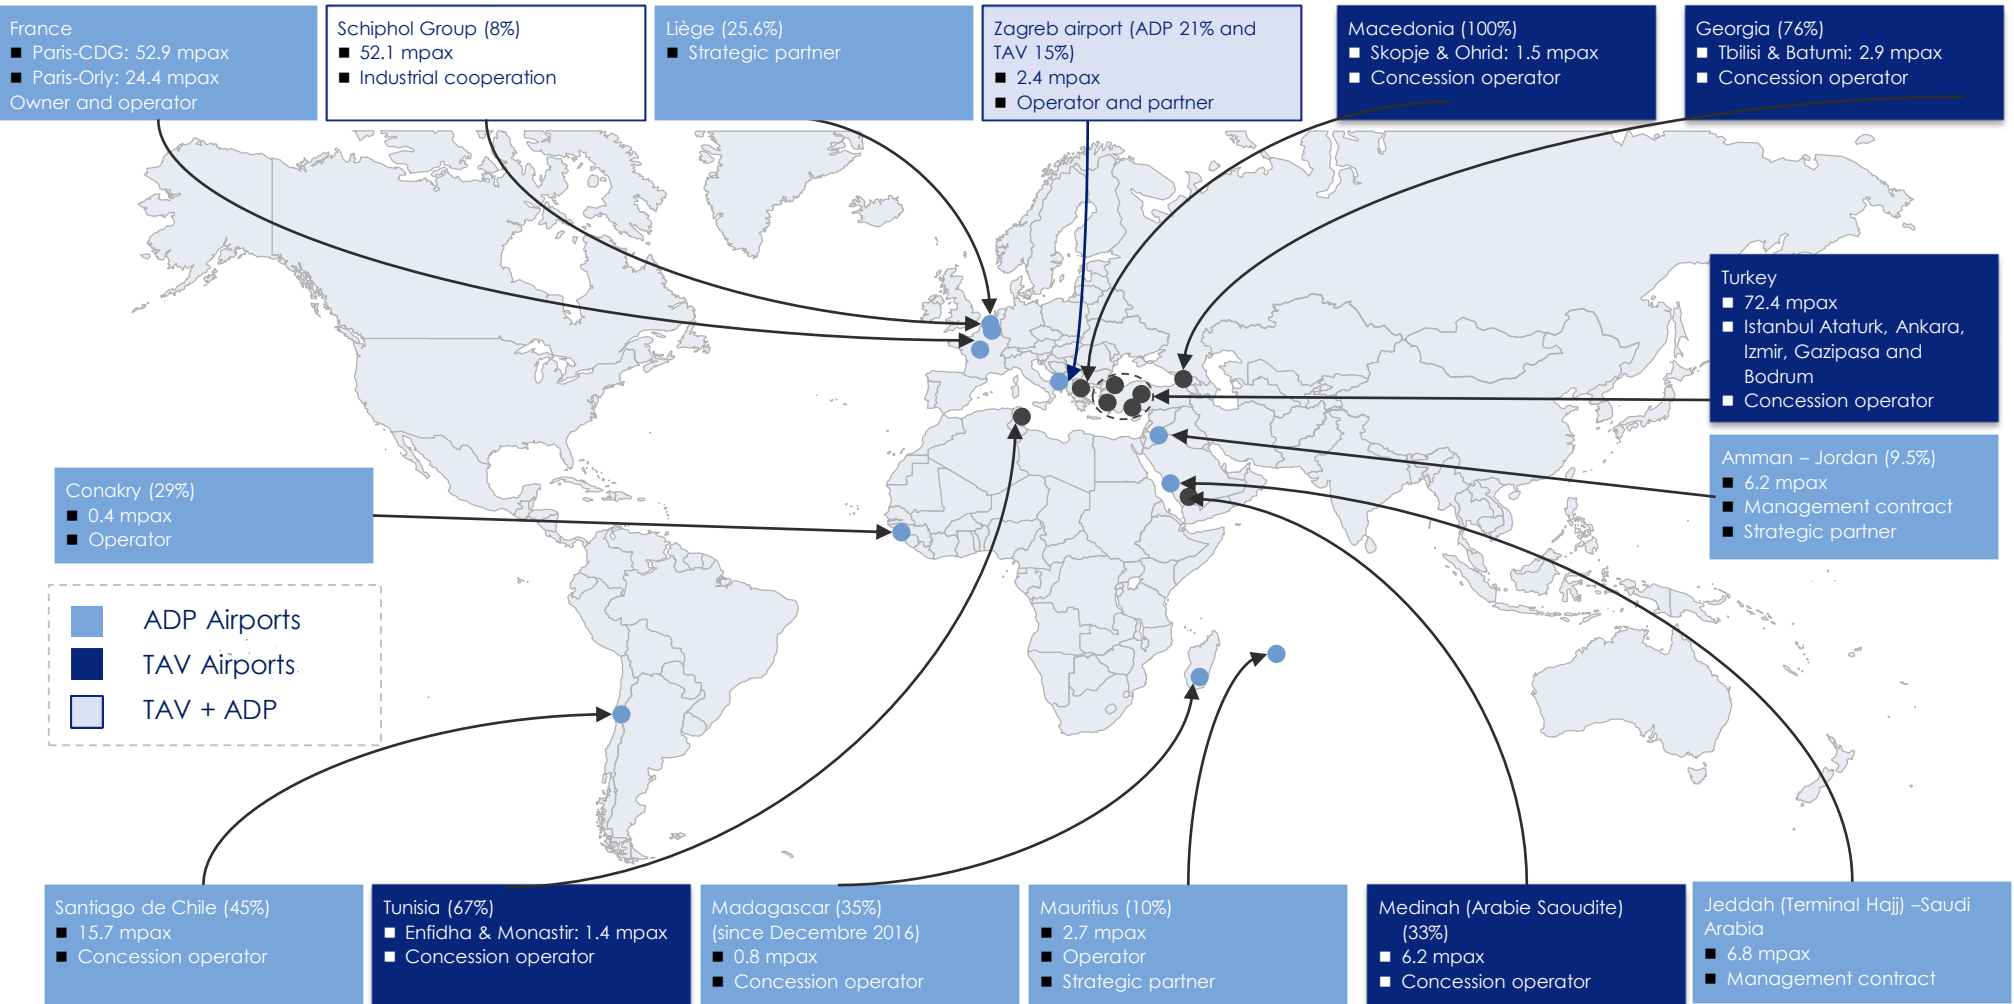 France
Paris-CDG: 52.9 mpax
Paris-Orly: 24.4 mpax
Owner and operator
Schiphol Group (8%)
52.1 mpax
Industrial cooperation
Liège (25.6%)
Strategic partner
Zagreb airport (ADP 21% and
TAV 15%)
2.4 mpax
Operator and partner
Macedonia (100%)
Skopje & Ohrid: 1.5 mpax
Concession operator
Georgia (76%)
Tbilisi & Batumi: 2.9 mpax
Concession operator
Turkey
72.4 mpax
Istanbul Ataturk, Ankara,
Izmir, Gazipasa and
Bodrum
Concession operator
Amman – Jordan (9.5%)
6.2 mpax
Management contract
Strategic partner
Conakry (29%)
0.4 mpax
Operator
ADP Airports
TAV Airports
TAV + ADP
Santiago de Chile (45%)
15.7 mpax
Concession operator
Tunisia (67%)
Enfidha & Monastir: 1.4 mpax
Concession operator
Madagascar (35%)
(since Decembre 2016)
0.8 mpax
Concession operator
Mauritius (10%)
2.7 mpax
Operator
Strategic partner
Medinah (Arabie Saoudite)
(33%)
6.2 mpax
Concession operator
Jeddah (Terminal Hajj) –Saudi
Arabia
6.8 mpax
Management contract